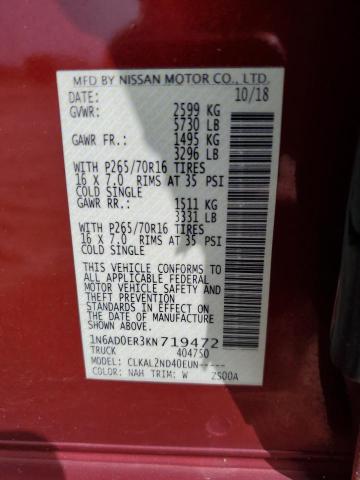 MFD BY NISSAN MOTOR CO., LTD.
DATE: 10/18
GVWR: 2599 KG
5730 LB
GAWR FR.: 1495 KG
3296 LB
WITH P265/70R16 TIRES
16 X 7.0 RIMS AT 35 PSI
COLD SINGLE
GAWR RR.: 1511 KG
3331 LB
WITH P265/70R16 TIRES
16 X 7.0 RIMS AT 35 PSI
COLD SINGLE
THIS VEHICLE CONFORMS TO
ALL APPLICABLE FEDERAL
MOTOR VEHICLE SAFETY AND
THEFT PREVENTION
STANDARDS IN EFFECT ON
THE DATE OF MANUFACTURE
SHOWN ABOVE.
1N6AD0ER3KN719472
TRUCK 404750
MODEL: CLKAL2ND40EUN-----
COLOR: NAH TRIM: W 2S00A